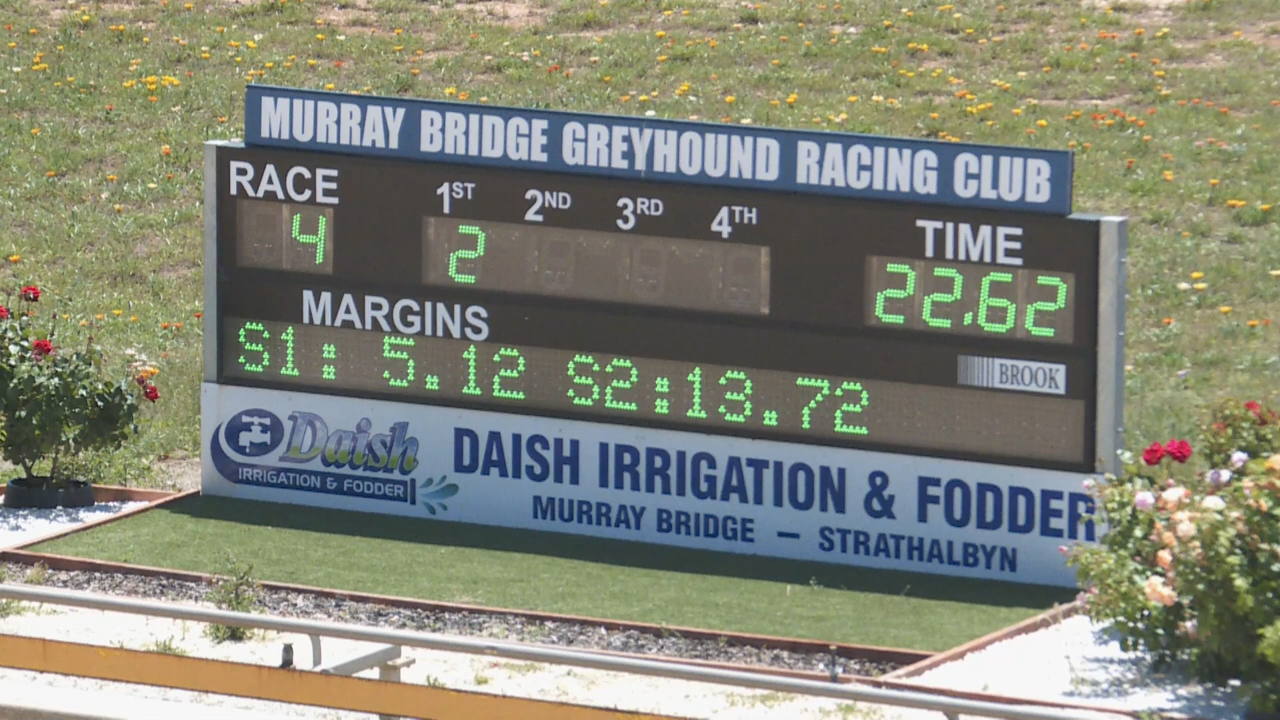 MURRAY BRIDGE GREYHOUND RACING CLUB
RACE 1ST 2ND 3RD 4TH TIME
4 2 22.62
MARGINS
S1: 5.12 S2:13.72
BROOK
Daish
IRRIGATION & FODDER
DAISH IRRIGATION & FODDER
MURRAY BRIDGE – STRATHALBYN